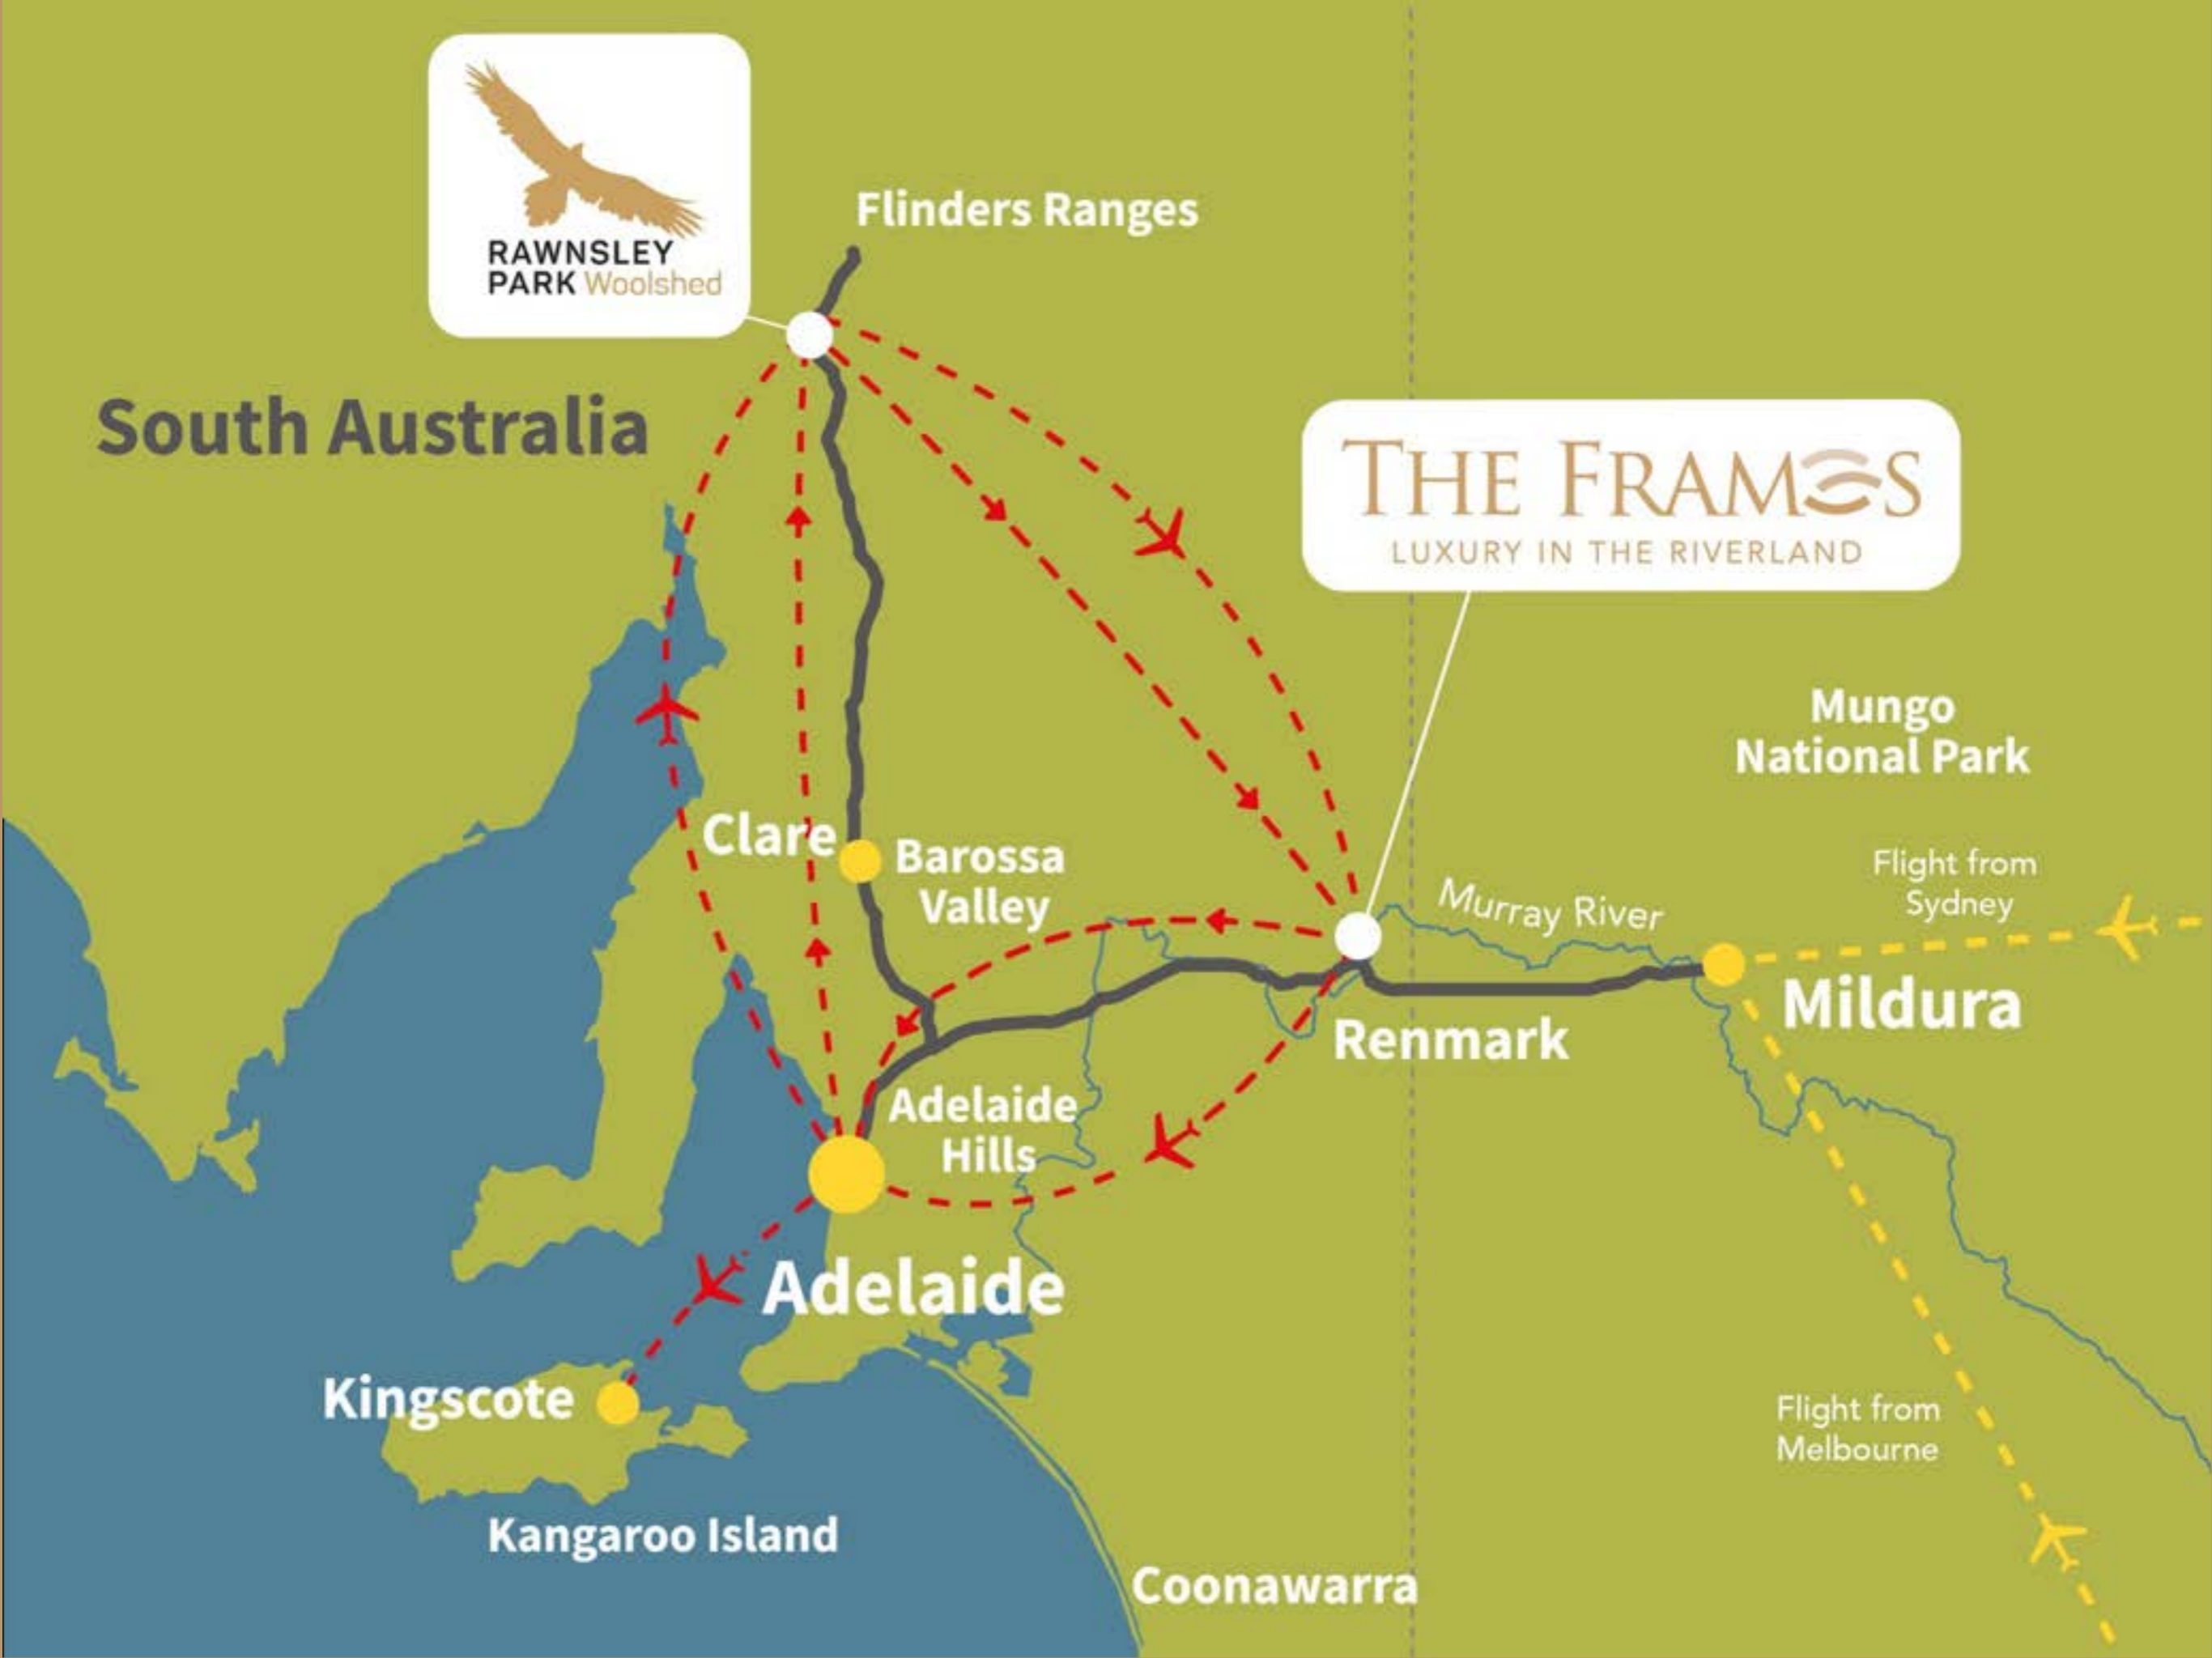 RAWNSLEY
PARK Woolshed
Flinders Ranges
South Australia
THE FRAMES
LUXURY IN THE RIVERLAND
Mungo
National Park
Clare
Barossa
Valley
Flight from
Sydney
Murray River
Mildura
Renmark
Adelaide
Hills
Adelaide
Kingscote
Flight from
Melbourne
Kangaroo Island
Coonawarra